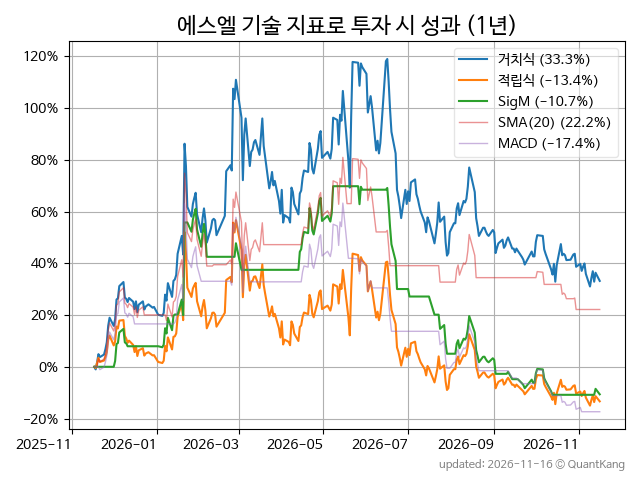 에스엘 기술 지표로 투자 시 성과 (1년)
120%
100%
80%
60%
40%
20%
0%
−20%
거치식 (33.3%)
적립식 (−13.4%)
SigM (−10.7%)
SMA(20) (22.2%)
MACD (−17.4%)
2025-11
2026-01
2026-03
2026-05
2026-07
2026-09
2026-11
updated: 2026-11-16 © QuantKang